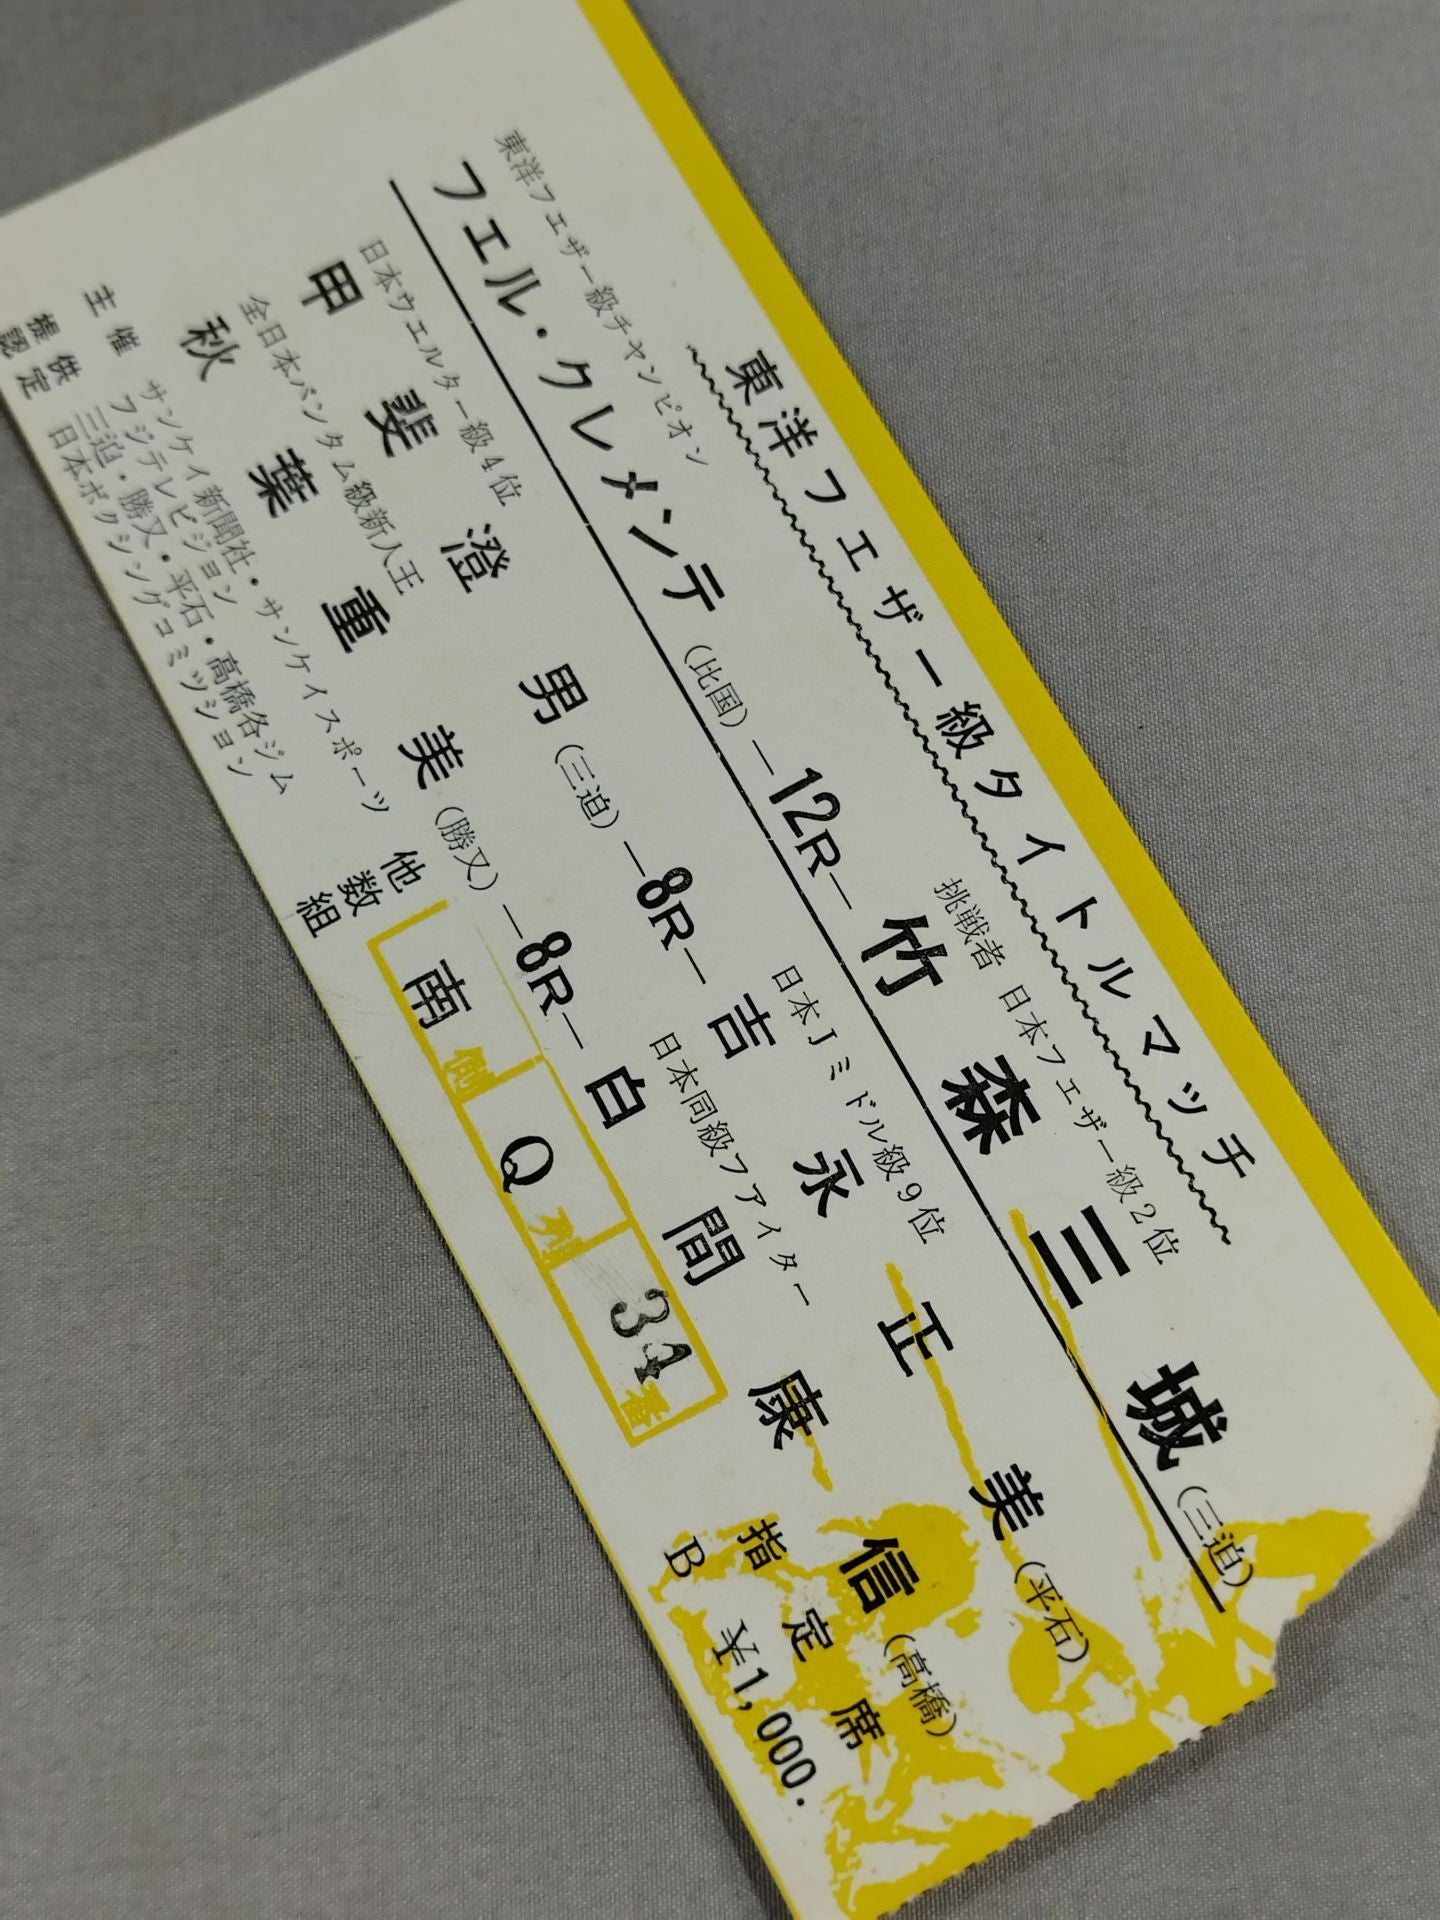 東洋フェザー級タイトルマッチ
東洋フェザー級チャンピオン 挑戦者 日本フェザー級2位
フェル・クレメンテ(比国)―12R―竹森三城(三迫)
日本ウエルター級4位 日本Jミドル級9位
甲斐澄男(三迫)―8R―吉永正美(平石)
全日本バンタム級新人王 日本同級ファイター
秋葉重美(勝又)―8R―白間康信(高橋)
主催 サンケイ新聞社・サンケイスポーツ
フジテレビジョン
提供 三迫・勝又・平石・高橋各ジム
認定 日本ボクシングコミッション
他数組
南側 Q列 34番
指定席
B ¥1,000.